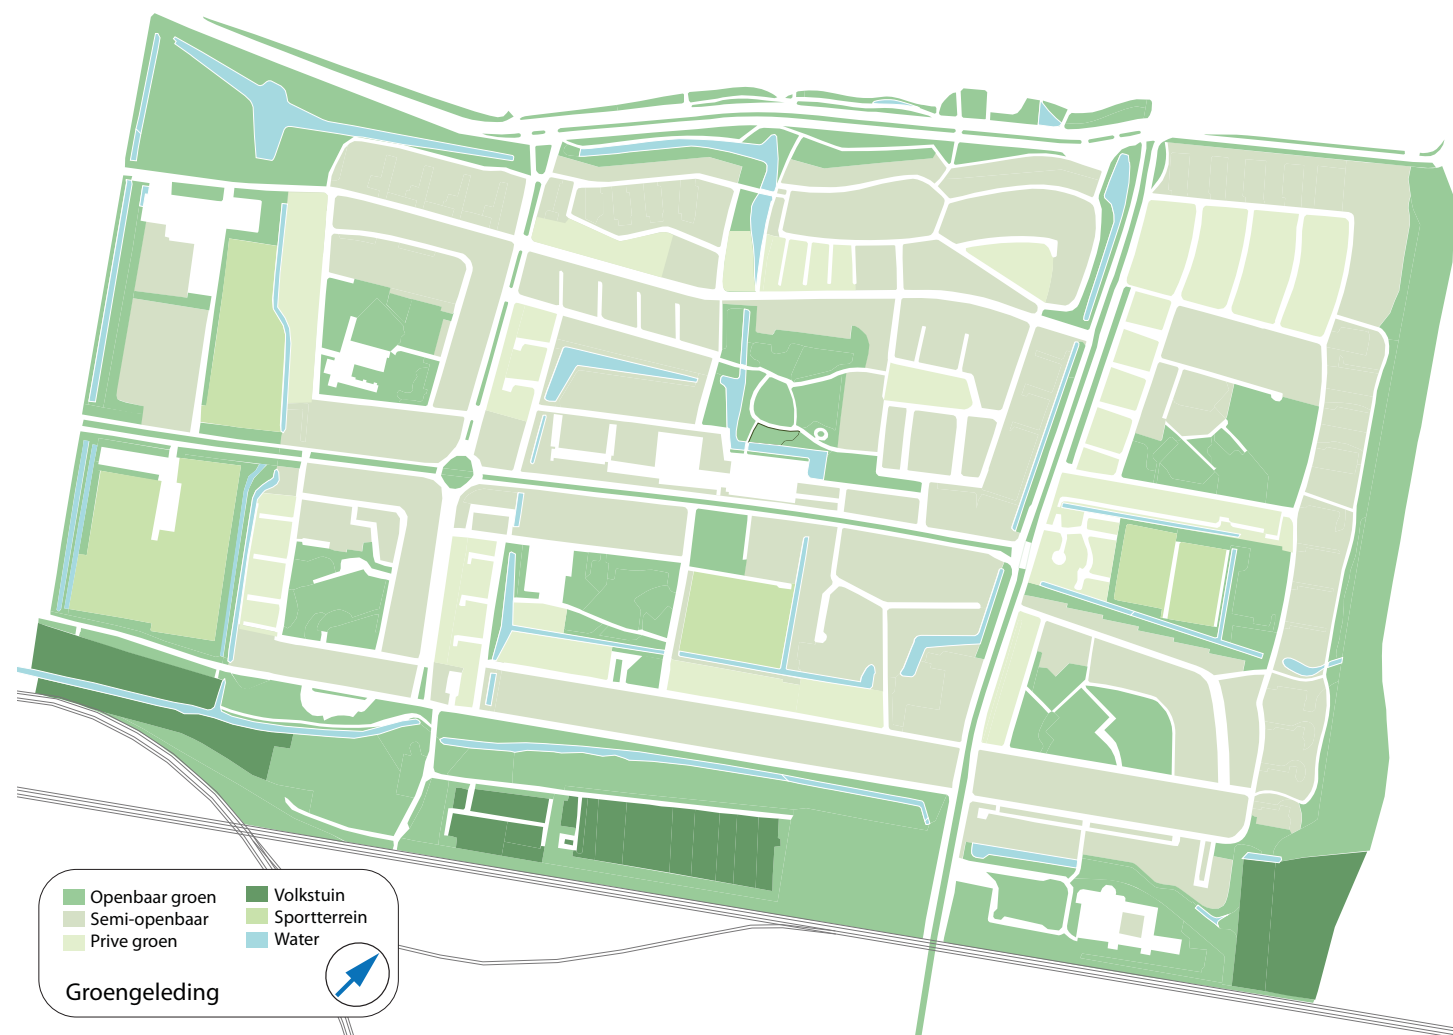 Openbaar groen
Semi-openbaar
Prive groen
Volkstuin
Sportterrein
Water
Groengeleding